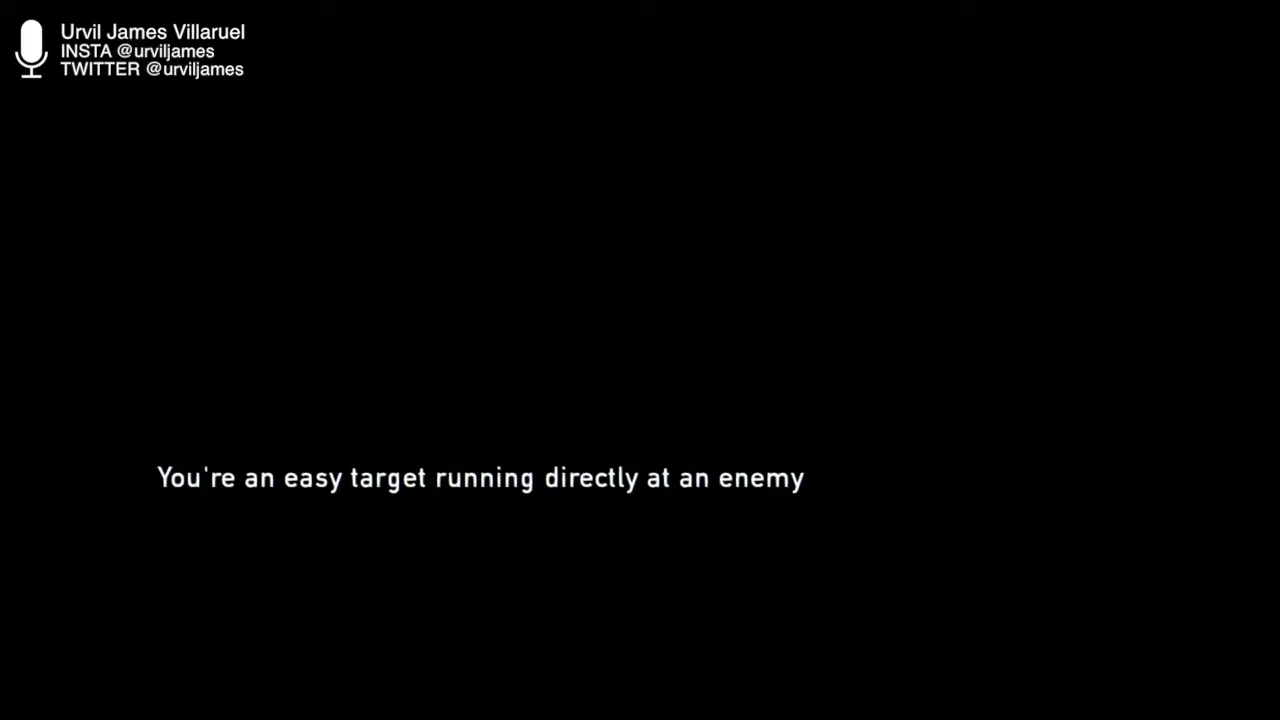 Urvil James Villaruel
INSTA @urviljames
TWITTER @urviljames
You're an easy target running directly at an enemy